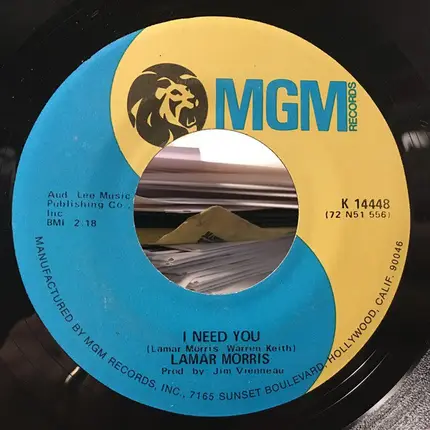 MGM
RECORDS
Aud Lee Music
Publishing Co.
Inc
BMI 2:18
K 14448
(72 N51 556)
I NEED YOU
(Lamar Morris Warren Keith)
LAMAR MORRIS
Prod by Jim Vienneau
MANUFACTURED BY MGM RECORDS, INC., 7165 SUNSET BOULEVARD, HOLLYWOOD, CALIF. 90046